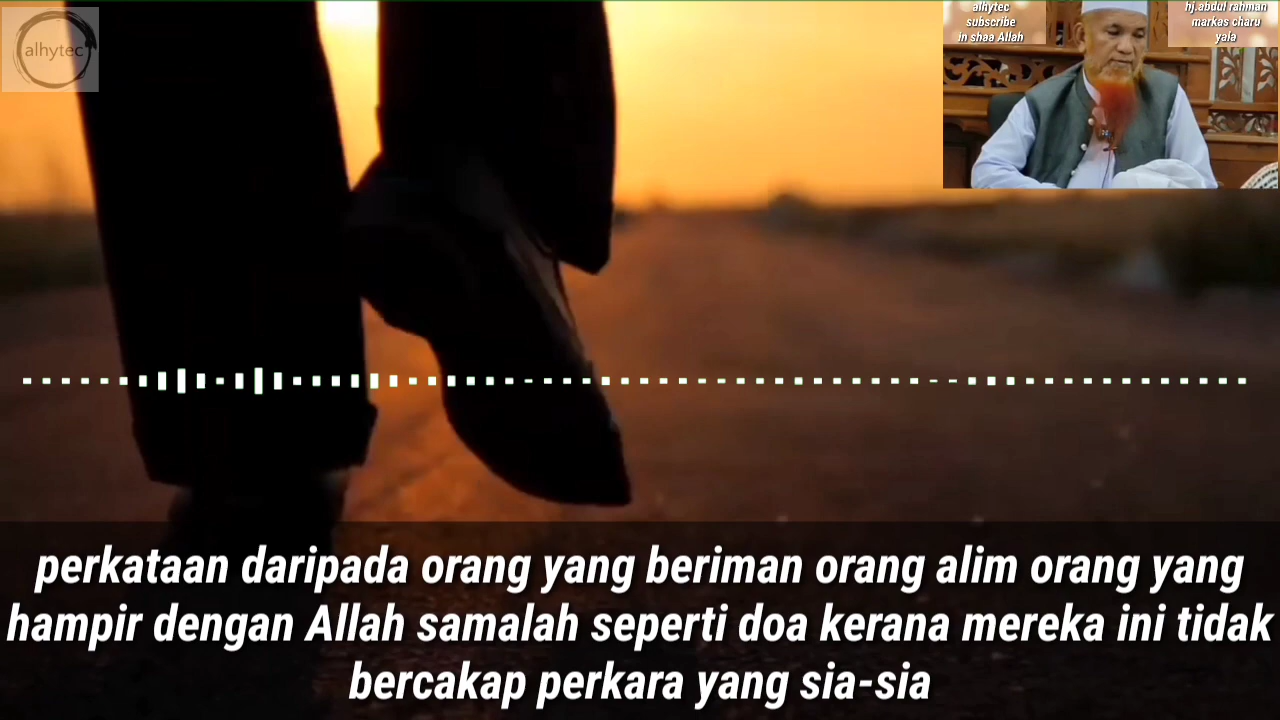 alhytec
alhytec
subscribe
in shaa Allah
hj.abdul rahman
markas charu
yala
perkataan daripada orang yang beriman orang alim orang yang
hampir dengan Allah samalah seperti doa kerana mereka ini tidak
bercakap perkara yang sia-sia